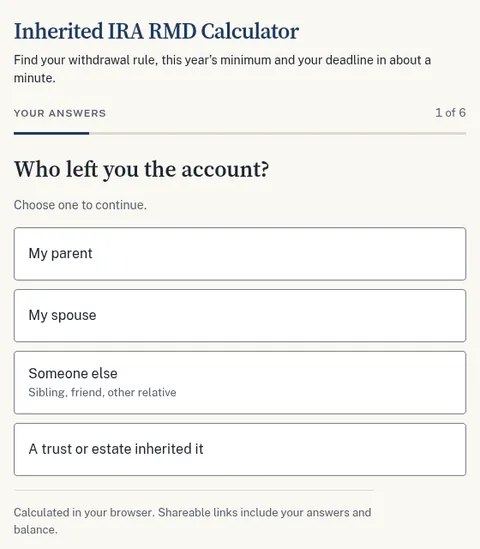 Inherited IRA RMD Calculator
Find your withdrawal rule, this year's minimum and your deadline in about a
minute.
YOUR ANSWERS
1 of 6
Who left you the account?
Choose one to continue.
My parent
My spouse
Someone else
Sibling, friend, other relative
A trust or estate inherited it
Calculated in your browser. Shareable links include your answers and
balance.